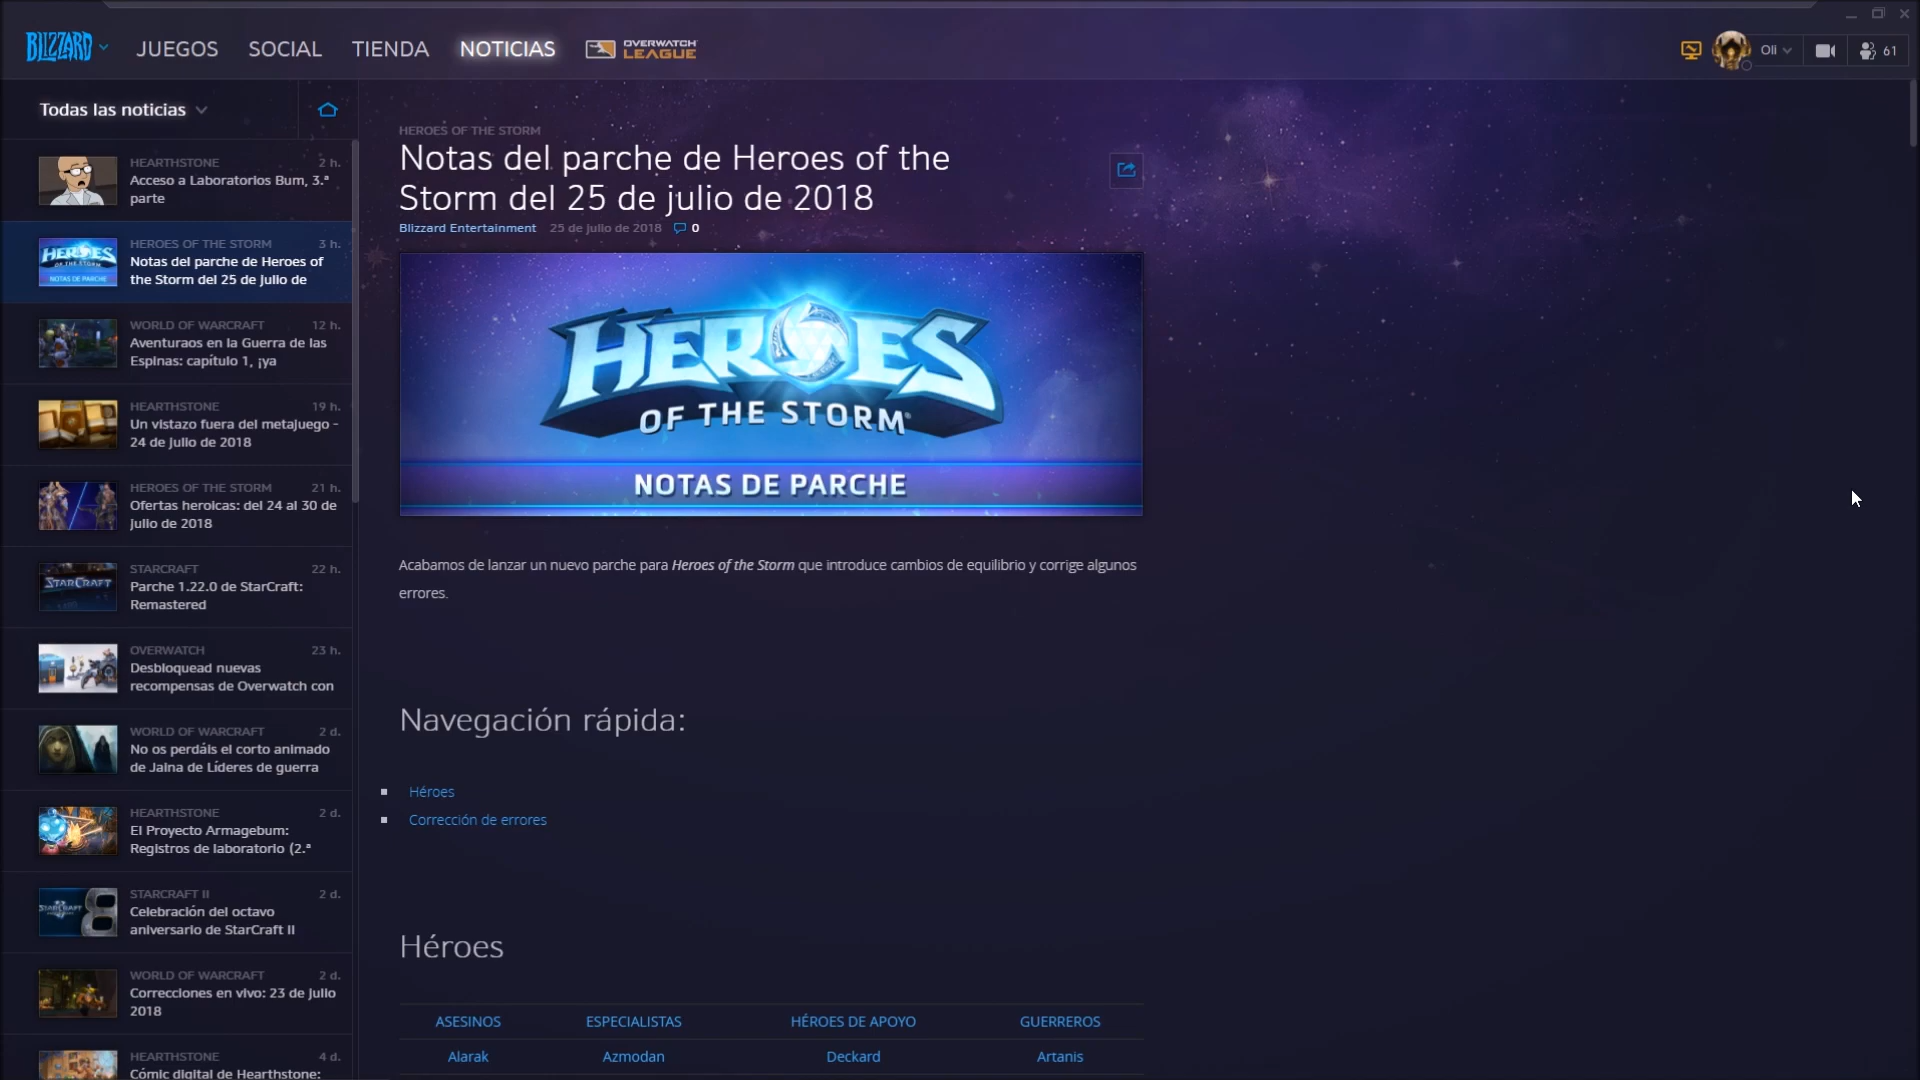 BLIZZARD
JUEGOS
SOCIAL
TIENDA
NOTICIAS
OVERWATCH
LEAGUE
Oli
61
Todas las noticias
HEARTHSTONE 2 h.
Acceso a Laboratorios Bum, 3.ª
parte
HEROES OF THE STORM 3 h.
Notas del parche de Heroes of
the Storm del 25 de julio de
HEROES
OF THE STORM
NOTAS DE PARCHE
WORLD OF WARCRAFT 12 h.
Aventuraos en la Guerra de las
Espinas: capítulo 1, ¡ya
HEARTHSTONE 19 h.
Un vistazo fuera del metajuego -
24 de julio de 2018
HEROES OF THE STORM 21 h.
Ofertas heroicas: del 24 al 30 de
julio de 2018
STARCRAFT 22 h.
Parche 1.22.0 de StarCraft:
Remastered
STARCRAFT
OVERWATCH 23 h.
Desbloquead nuevas
recompensas de Overwatch con
WORLD OF WARCRAFT 2 d.
No os perdáis el corto animado
de Jaina de Líderes de guerra
HEARTHSTONE 2 d.
El Proyecto Armagebum:
Registros de laboratorio (2.ª
STARCRAFT II 2 d.
Celebración del octavo
aniversario de StarCraft II
STARCRAFT
8
WORLD OF WARCRAFT 2 d.
Correcciones en vivo: 23 de julio
2018
HEARTHSTONE 4 d.
Cómic digital de Hearthstone:
HEROES OF THE STORM
Notas del parche de Heroes of the
Storm del 25 de julio de 2018
Blizzard Entertainment 25 de julio de 2018 0
HEROES
OF THE STORM
NOTAS DE PARCHE
Acabamos de lanzar un nuevo parche para Heroes of the Storm que introduce cambios de equilibrio y corrige algunos
errores.
Navegación rápida:
Héroes
Corrección de errores
Héroes
ASESINOS ESPECIALISTAS HÉROES DE APOYO GUERREROS
Alarak Azmodan Deckard Artanis